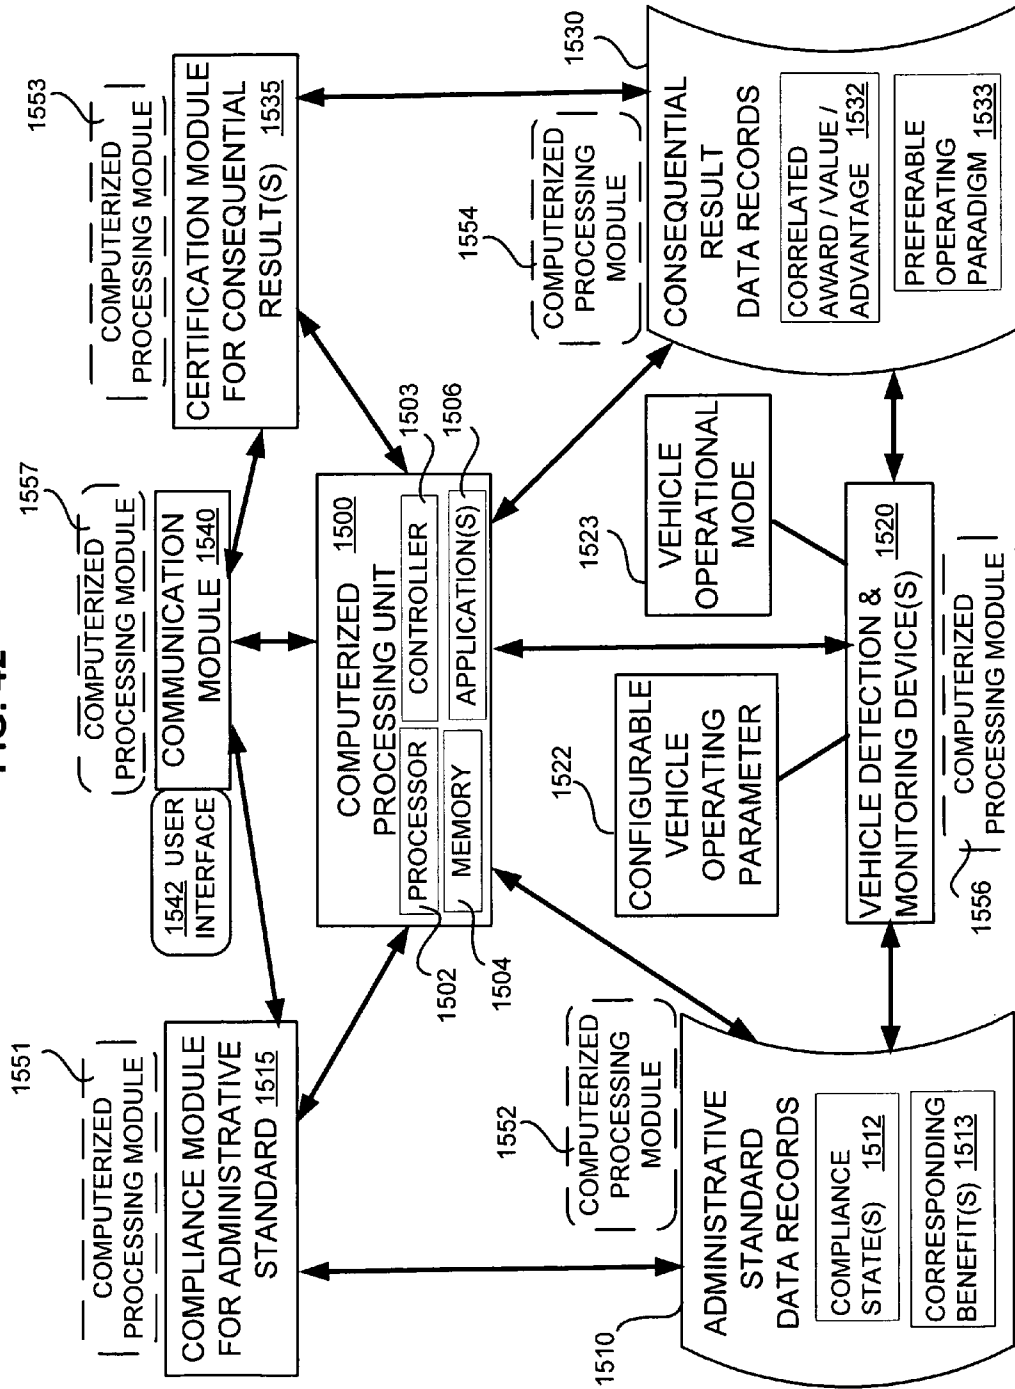 1551
COMPUTERIZED
PROCESSING MODULE
COMPLIANCE MODULE
FOR ADMINISTRATIVE
STANDARD 1515
1542 USER
INTERFACE
1557
COMPUTERIZED
PROCESSING MODULE
COMMUNICATION
MODULE 1540
1553
COMPUTERIZED
PROCESSING MODULE
CERTIFICATION MODULE
FOR CONSEQUENTIAL
RESULT(S) 1535
COMPUTERIZED
PROCESSING UNIT 1500
PROCESSOR
CONTROLLER
MEMORY
APPLICATION(S)
1502
1504
1503
1506
1552
COMPUTERIZED
PROCESSING
MODULE
1554
COMPUTERIZED
PROCESSING
MODULE
1510
ADMINISTRATIVE
STANDARD
DATA RECORDS
COMPLIANCE
STATE(S) 1512
CORRESPONDING
BENEFIT(S) 1513
1522
CONFIGURABLE
VEHICLE
OPERATING
PARAMETER
1523
VEHICLE
OPERATIONAL
MODE
VEHICLE DETECTION &
MONITORING DEVICE(S) 1520
1556
COMPUTERIZED
PROCESSING MODULE
1530
CONSEQUENTIAL
RESULT
DATA RECORDS
CORRELATED
AWARD / VALUE /
ADVANTAGE 1532
PREFERABLE
OPERATING
PARADIGM 1533